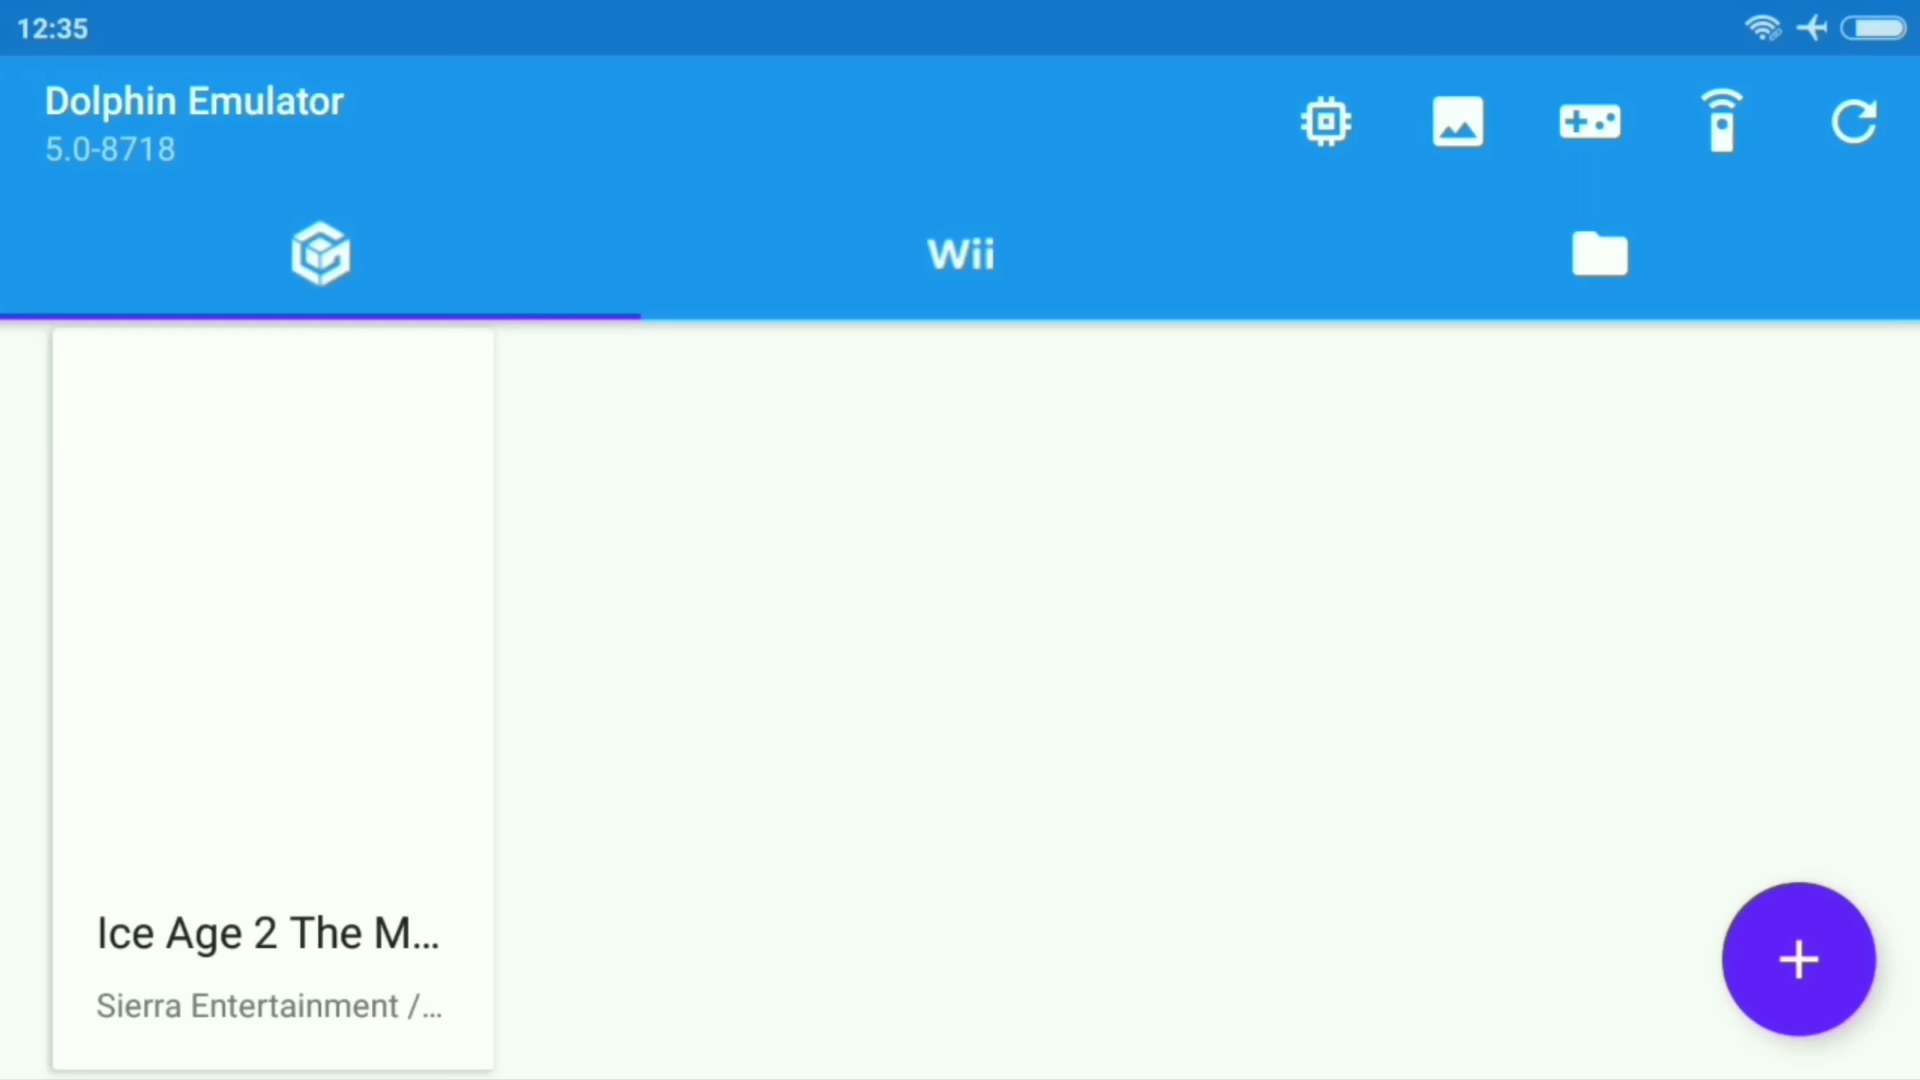 12:35
Dolphin Emulator
5.0-8718
Wii
Ice Age 2 The M...
Sierra Entertainment /...